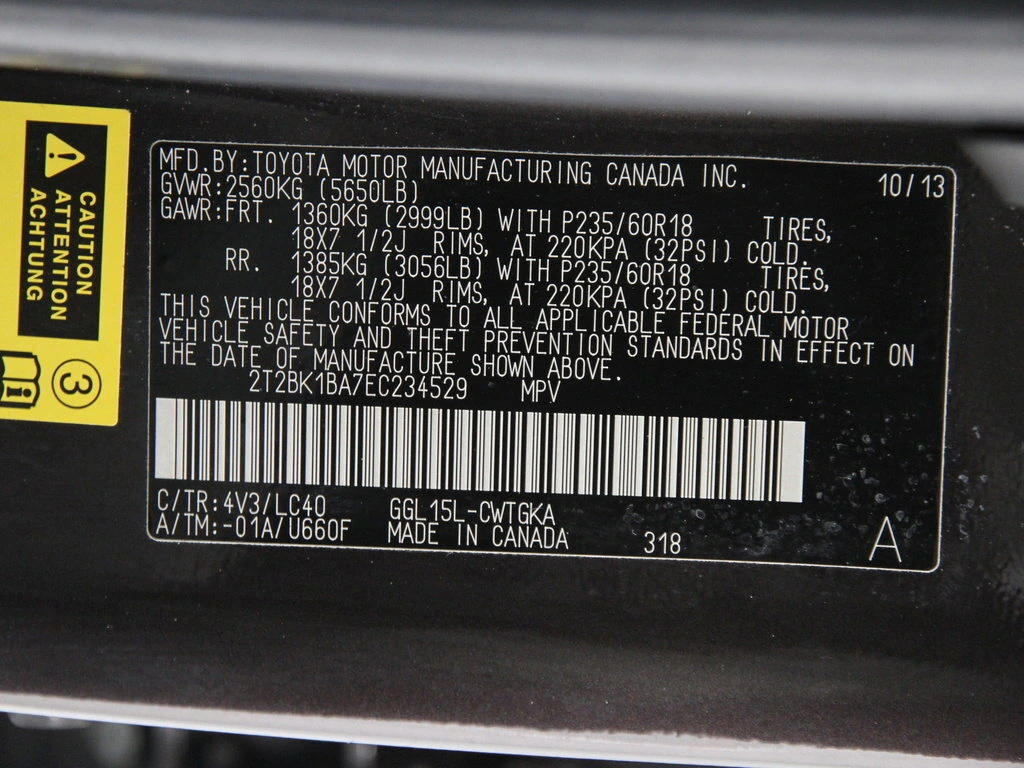 CAUTION
ATTENTION
ACHTUNG
3
i
MFD.BY:TOYOTA MOTOR MANUFACTURING CANADA INC. 10/13
GVWR:2560KG (5650LB)
GAWR:FRT. 1360KG (2999LB) WITH P235/60R18 TIRES,
18X7 1/2J RIMS, AT 220KPA (32PSI) COLD.
RR. 1385KG (3056LB) WITH P235/60R18 TIRES,
18X7 1/2J RIMS, AT 220KPA (32PSI) COLD.
THIS VEHICLE CONFORMS TO ALL APPLICABLE FEDERAL MOTOR
VEHICLE SAFETY AND THEFT PREVENTION STANDARDS IN EFFECT ON
THE DATE OF MANUFACTURE SHOWN ABOVE.
2T2BK1BA7EC234529 MPV
C/TR:4V3/LC40 GGL15L-CWTGKA
A/TM:-01A/U660F MADE IN CANADA 318 A